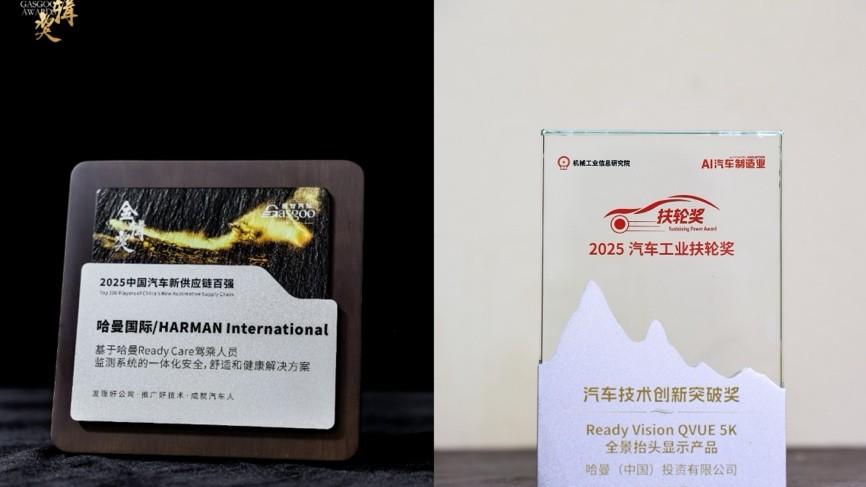 GASGOO
辑
奖
金辑奖
盖世汽车
Gasgoo
2025中国汽车新供应链百强
Top 100 Players of China's New Automotive Supply Chain
哈曼国际/HARMAN International
基于哈曼Ready Care驾乘人员
监测系统的一体化安全,舒适和健康解决方案
发现好公司·推广好技术·成就汽车人
机械工业信息研究院
AI汽车制造业
扶轮奖
Sustaining Power Award
2025 汽车工业扶轮奖
汽车技术创新突破奖
Ready Vision QVUE 5K
全景抬头显示产品
哈曼(中国)投资有限公司